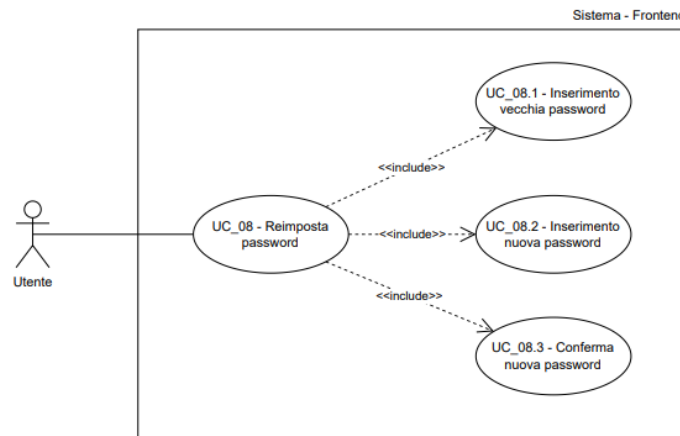 Sistema - Frontend
UC_08.1 - Inserimento
vecchia password
<<include>>
UC_08 - Reimposta
password
<<include>>
UC_08.2 - Inserimento
nuova password
Utente
<<include>>
UC_08.3 - Conferma
nuova password